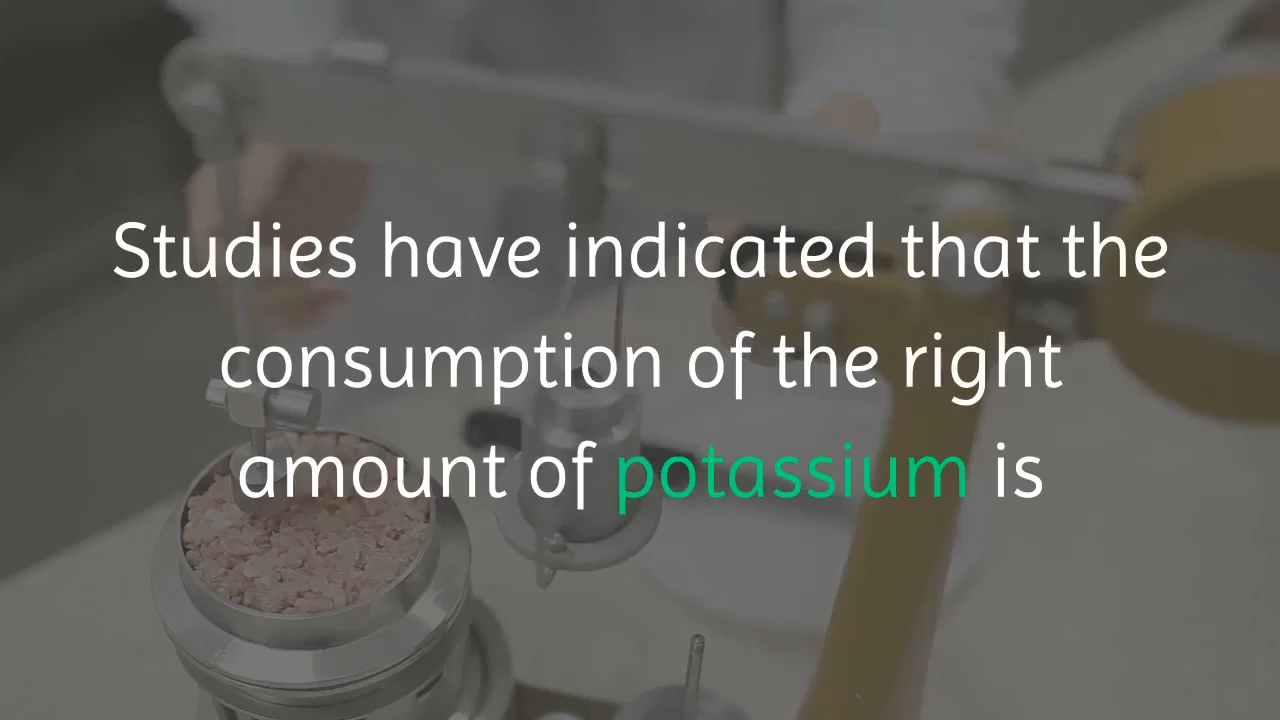 Studies have indicated that the
consumption of the right
amount of potassium is